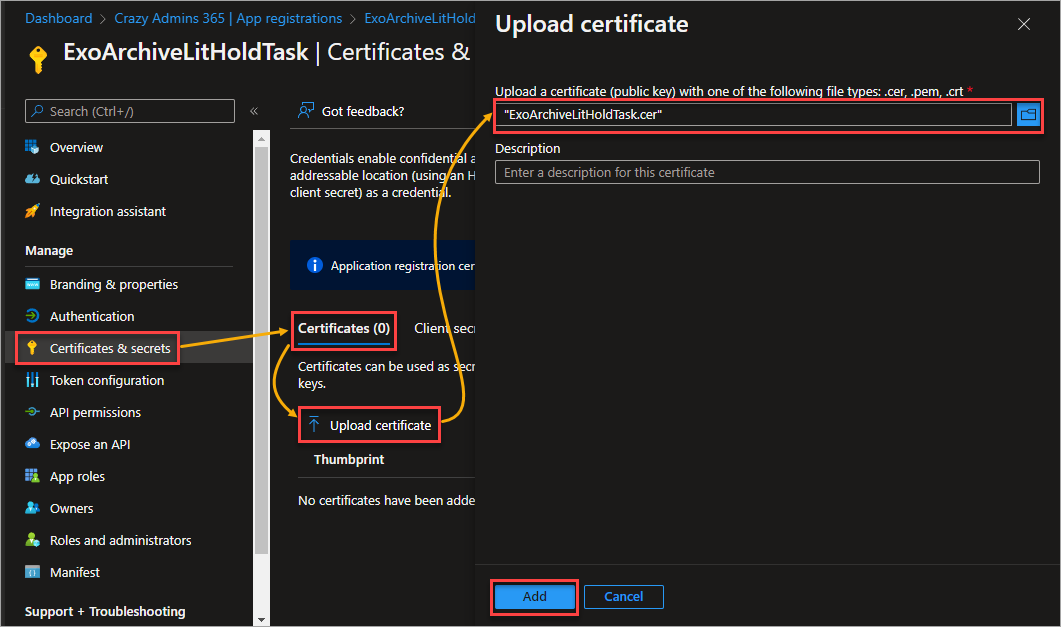 Dashboard > Crazy Admins 365 | App registrations > ExoArchiveLitHold
ExoArchiveLitHoldTask | Certificates &
Search (Ctrl+/)
«
Overview
Quickstart
Integration assistant
Manage
Branding & properties
Authentication
Certificates & secrets
Token configuration
API permissions
Expose an API
App roles
Owners
Roles and administrators
Manifest
Support + Troubleshooting
Got feedback?
Credentials enable confidential a
addressable location (using an H
client secret) as a credential.
Application registration cer
Certificates (0)
Client secr
Certificates can be used as secr
keys.
Upload certificate
Thumbprint
No certificates have been adde
Upload certificate
Upload a certificate (public key) with one of the following file types: .cer, .pem, .crt *
"ExoArchiveLitHoldTask.cer"
Description
Enter a description for this certificate
Add
Cancel